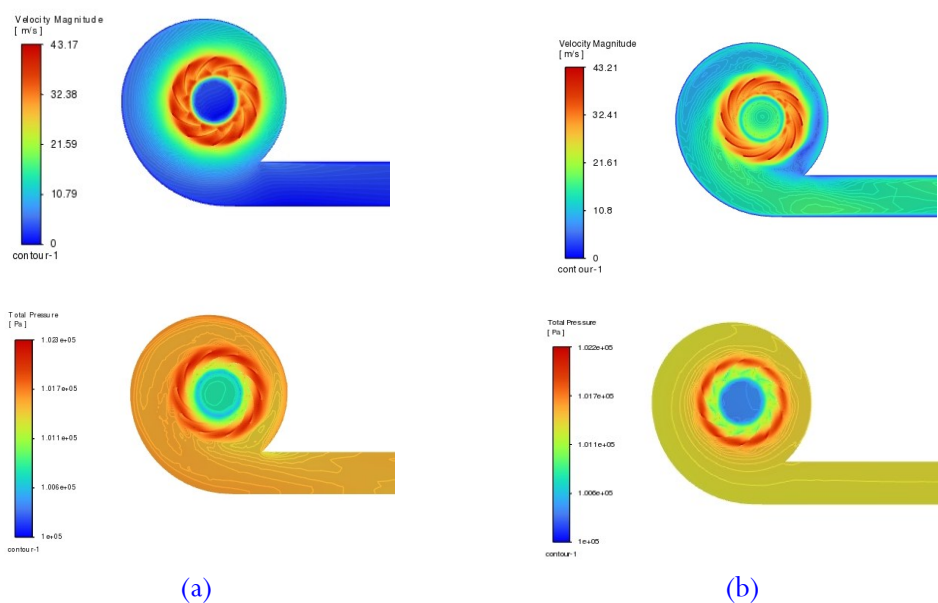 Velocity Magnitude
[ m/s ]
43.17
32.38
21.59
10.79
0
contour-1
Velocity Magnitude
[ m/s ]
43.21
32.41
21.61
10.8
0
contour-1
Total Pressure
[ Pa ]
1.023e+05
1.017e+05
1.011e+05
1.006e+05
1e+05
contour-1
Total Pressure
[ Pa ]
1.022e+05
1.017e+05
1.011e+05
1.006e+05
1e+05
contour-1
(a)
(b)